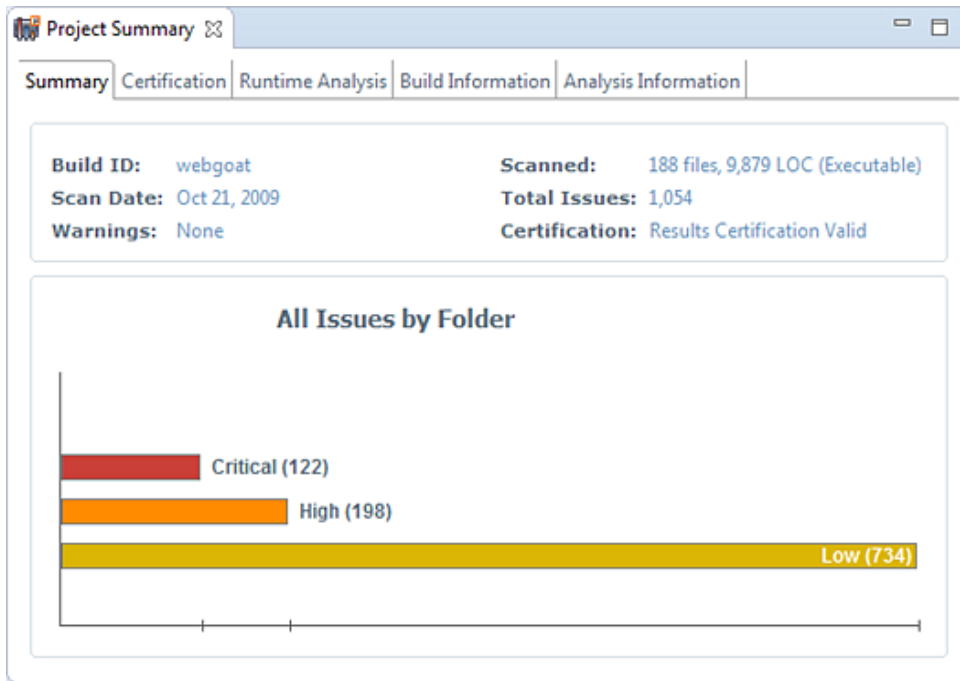 Project Summary
Summary Certification Runtime Analysis Build Information Analysis Information
Build ID: webgoat Scanned: 188 files, 9,879 LOC (Executable)
Scan Date: Oct 21, 2009 Total Issues: 1,054
Warnings: None Certification: Results Certification Valid
All Issues by Folder
Critical (122)
High (198)
Low (734)